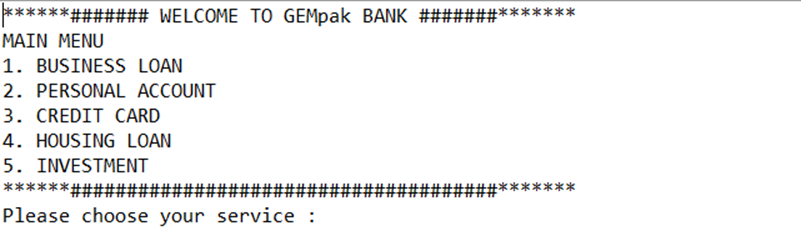 ******####### WELCOME TO GEMpak BANK #######*******
MAIN MENU
1. BUSINESS LOAN
2. PERSONAL ACCOUNT
3. CREDIT CARD
4. HOUSING LOAN
5. INVESTMENT
******######################################*******
Please choose your service :